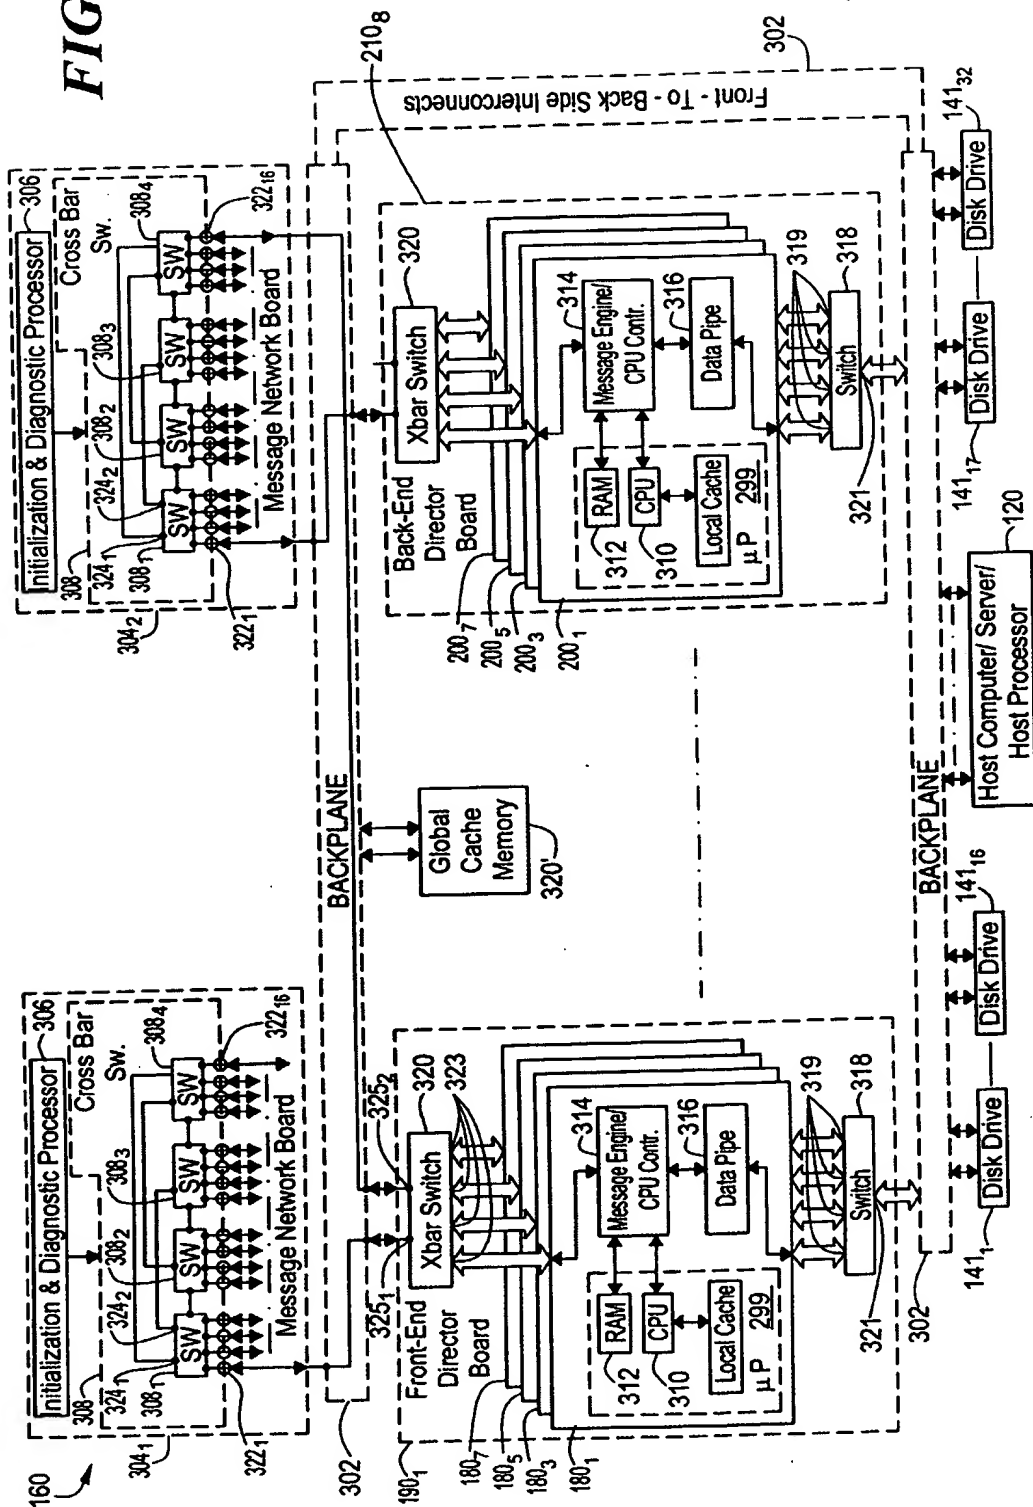 FIG
160
304₁
Initialization & Diagnostic Processor
306
308
Cross Bar
Sw.
324₁
324₂
308₁
308₂
308₃
308₄
SW
SW
SW
SW
322₁
322₁₆
Message Network Board
304₂
Initialization & Diagnostic Processor
306
308
Cross Bar
Sw.
324₁
324₂
308₁
308₂
308₃
308₄
SW
SW
SW
SW
322₁
322₁₆
Message Network Board
302
BACKPLANE
Front - To - Back Side Interconnects
302
Global
Cache
Memory
320'
190₁
325₁
325₂
Front-End
Director
Board
Xbar Switch
320
323
180₇
180₅
180₃
180₁
Message Engine/
CPU Contr.
314
316
Data Pipe
RAM
312
CPU
310
Local Cache
299
μ P
319
318
Switch
321
302
210₈
Back-End
Director
Board
Xbar Switch
320
200₇
200₅
200₃
200₁
Message Engine/
CPU Contr.
314
316
Data Pipe
RAM
312
CPU
310
Local Cache
299
μ P
319
318
Switch
321
BACKPLANE
141₁
Disk Drive
141₁₆
Disk Drive
Host Computer/ Server/
Host Processor
120
141₁₇
Disk Drive
141₃₂
Disk Drive